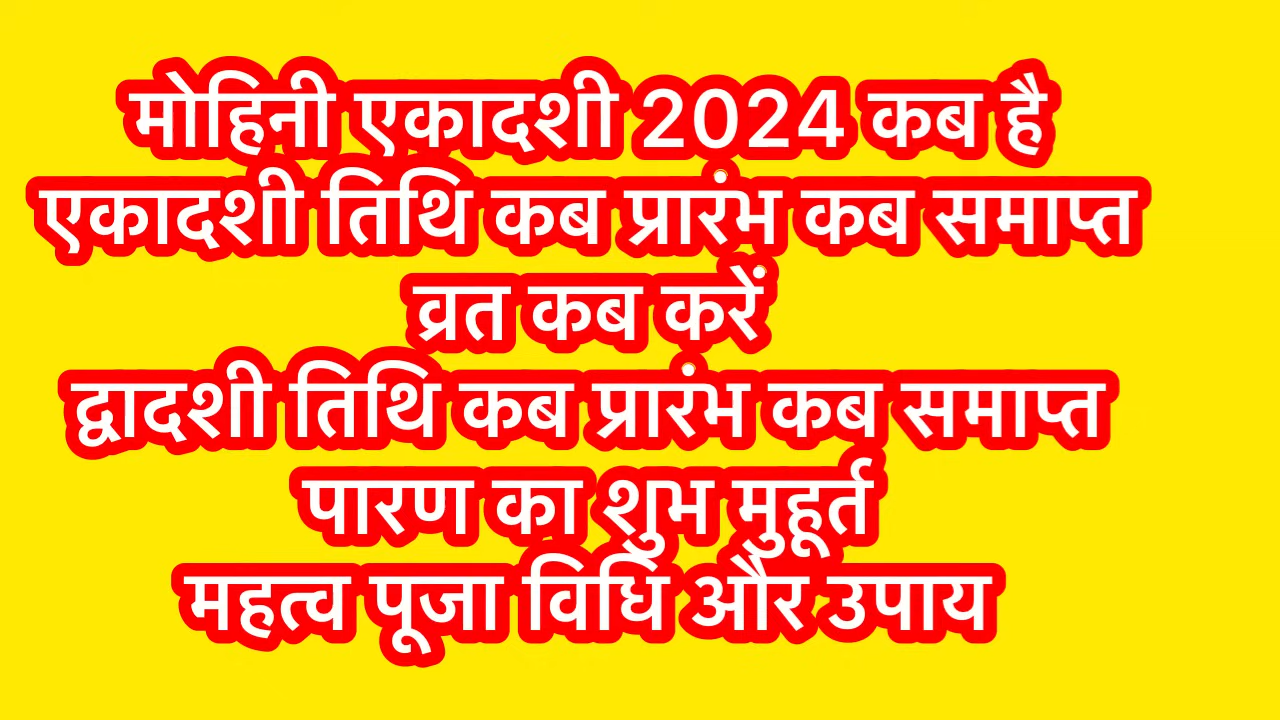 मोहिनी एकादशी 2024 कब है
एकादशी तिथि कब प्रारंभ कब समाप्त
व्रत कब करें
द्वादशी तिथि कब प्रारंभ कब समाप्त
पारण का शुभ मुहूर्त
महत्व पूजा विधि और उपाय